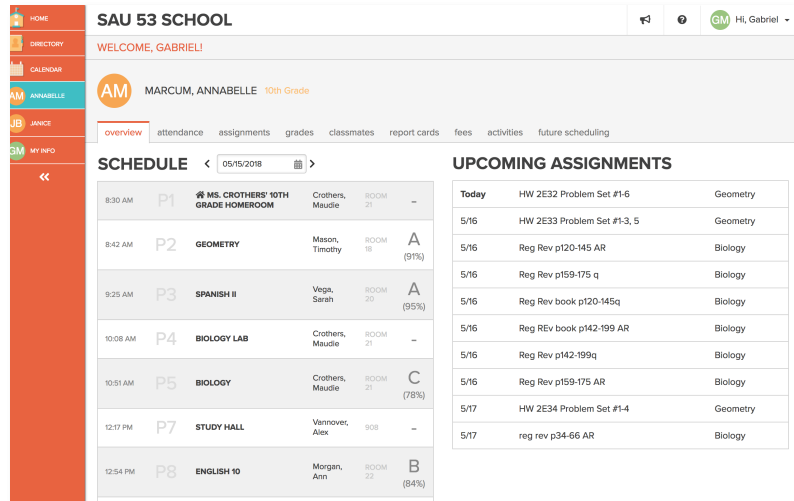 HOME
DIRECTORY
CALENDAR
AM ANNABELLE
JB JANICE
GM MY INFO
SAU 53 SCHOOL
GM Hi, Gabriel
WELCOME, GABRIEL!
AM MARCUM, ANNABELLE 10th Grade
overview attendance assignments grades classmates report cards fees activities future scheduling
SCHEDULE 05/15/2018
8:30 AM P1 MS. CROTHERS' 10TH GRADE HOMEROOM Crothers, Maudie ROOM 21 -
8:42 AM P2 GEOMETRY Mason, Timothy ROOM 18 A (91%)
9:25 AM P3 SPANISH II Vega, Sarah ROOM 20 A (95%)
10:08 AM P4 BIOLOGY LAB Crothers, Maudie ROOM 21 -
10:51 AM P5 BIOLOGY Crothers, Maudie ROOM 21 C (78%)
12:17 PM P7 STUDY HALL Vannover, Alex 908 -
12:54 PM P8 ENGLISH 10 Morgan, Ann ROOM 22 B (84%)
UPCOMING ASSIGNMENTS
Today HW 2E32 Problem Set #1-6 Geometry
5/16 HW 2E33 Problem Set #1-3, 5 Geometry
5/16 Reg Rev p120-145 AR Biology
5/16 Reg Rev p159-175 q Biology
5/16 Reg Rev book p120-145q Biology
5/16 Reg REv book p142-199 AR Biology
5/16 Reg Rev p142-199q Biology
5/16 Reg Rev p159-175 AR Biology
5/17 HW 2E34 Problem Set #1-4 Geometry
5/17 reg rev p34-66 AR Biology